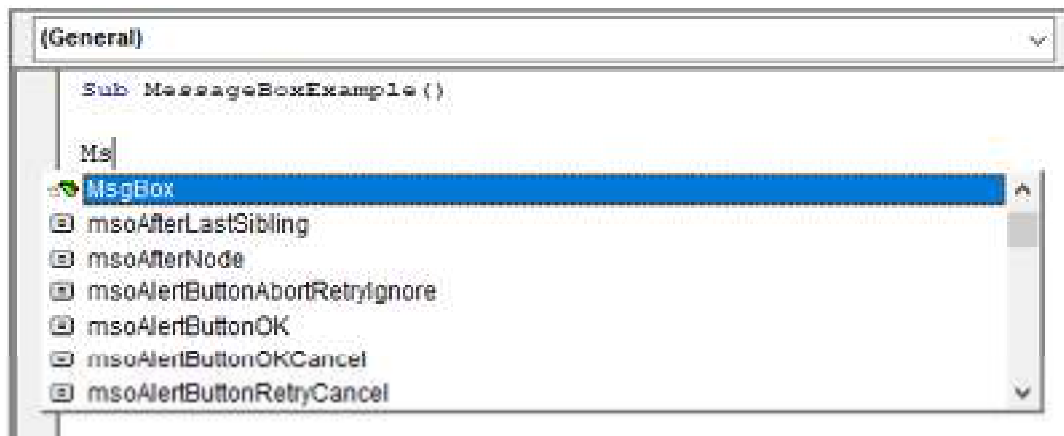 (General)
Sub MessageBoxExample()
Ms
MsgBox
msoAfterLastSibling
msoAfterNode
msoAlertButtonAbortRetryIgnore
msoAlertButtonOK
msoAlertButtonOKCancel
msoAlertButtonRetryCancel